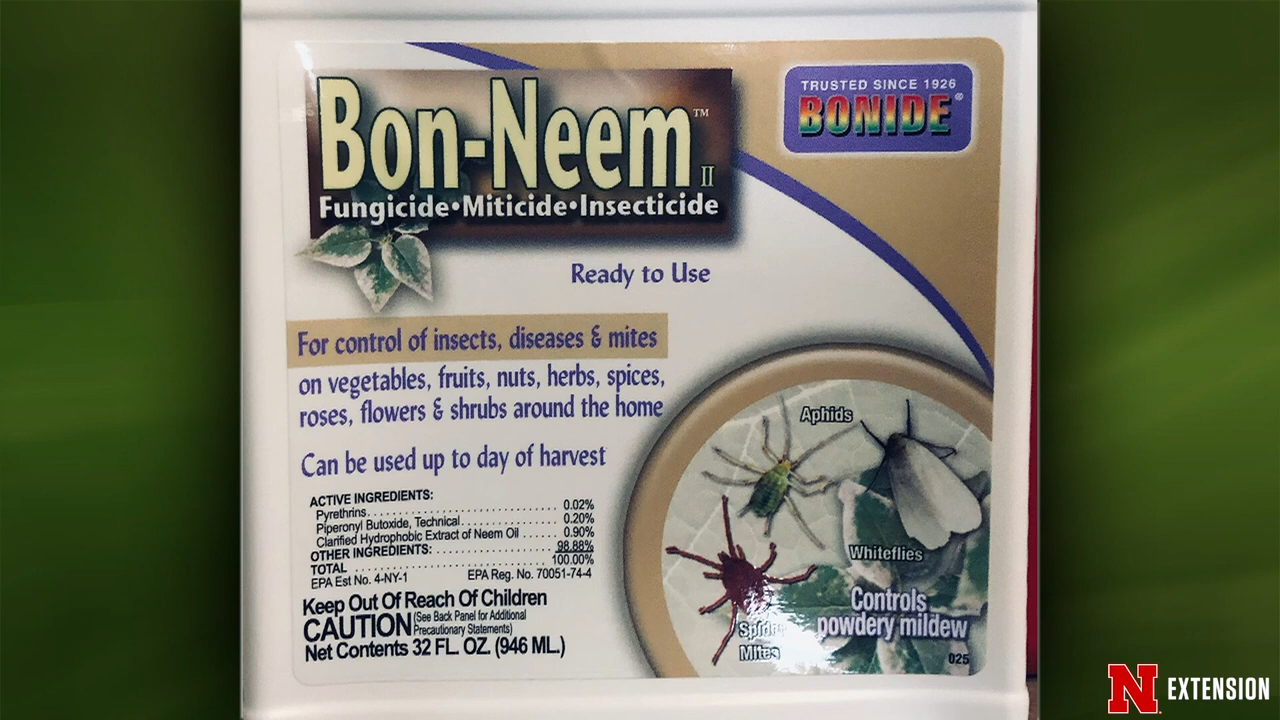 Bon-Neem™ II
Fungicide•Miticide•Insecticide
TRUSTED SINCE 1926
BONIDE®
Ready to Use
For control of insects, diseases & mites
on vegetables, fruits, nuts, herbs, spices,
roses, flowers & shrubs around the home
Can be used up to day of harvest
ACTIVE INGREDIENTS:
Pyrethrins . . . . . . . . . . . . . . . . . . . . . . . . . . . . 0.02%
Piperonyl Butoxide, Technical . . . . . . . . . . . . . 0.20%
Clarified Hydrophobic Extract of Neem Oil . . . . . . 0.90%
OTHER INGREDIENTS: . . . . . . . . . . . . . . . . . . 98.88%
TOTAL . . . . . . . . . . . . . . . . . . . . . . . . . . . . . 100.00%
EPA Est No. 4-NY-1 EPA Reg. No. 70051-74-4
Keep Out Of Reach Of Children
CAUTION (See Back Panel for Additional
Precautionary Statements)
Net Contents 32 FL. OZ. (946 ML.)
Aphids
Whiteflies
Spider
Mites
Controls
powdery mildew
025
N EXTENSION